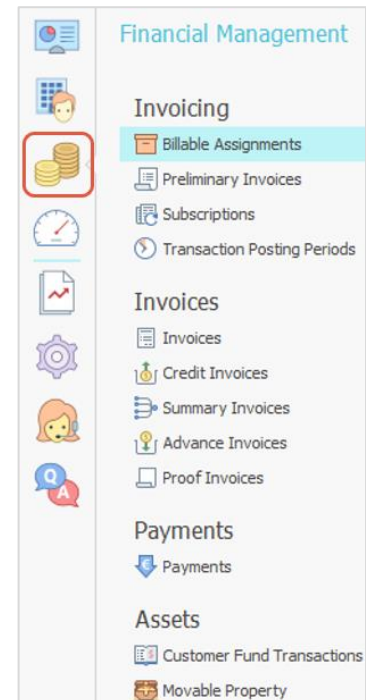 Financial Management
Invoicing
Billable Assignments
Preliminary Invoices
Subscriptions
Transaction Posting Periods
Invoices
Invoices
Credit Invoices
Summary Invoices
Advance Invoices
Proof Invoices
Payments
Payments
Assets
Customer Fund Transactions
Movable Property
Q
A